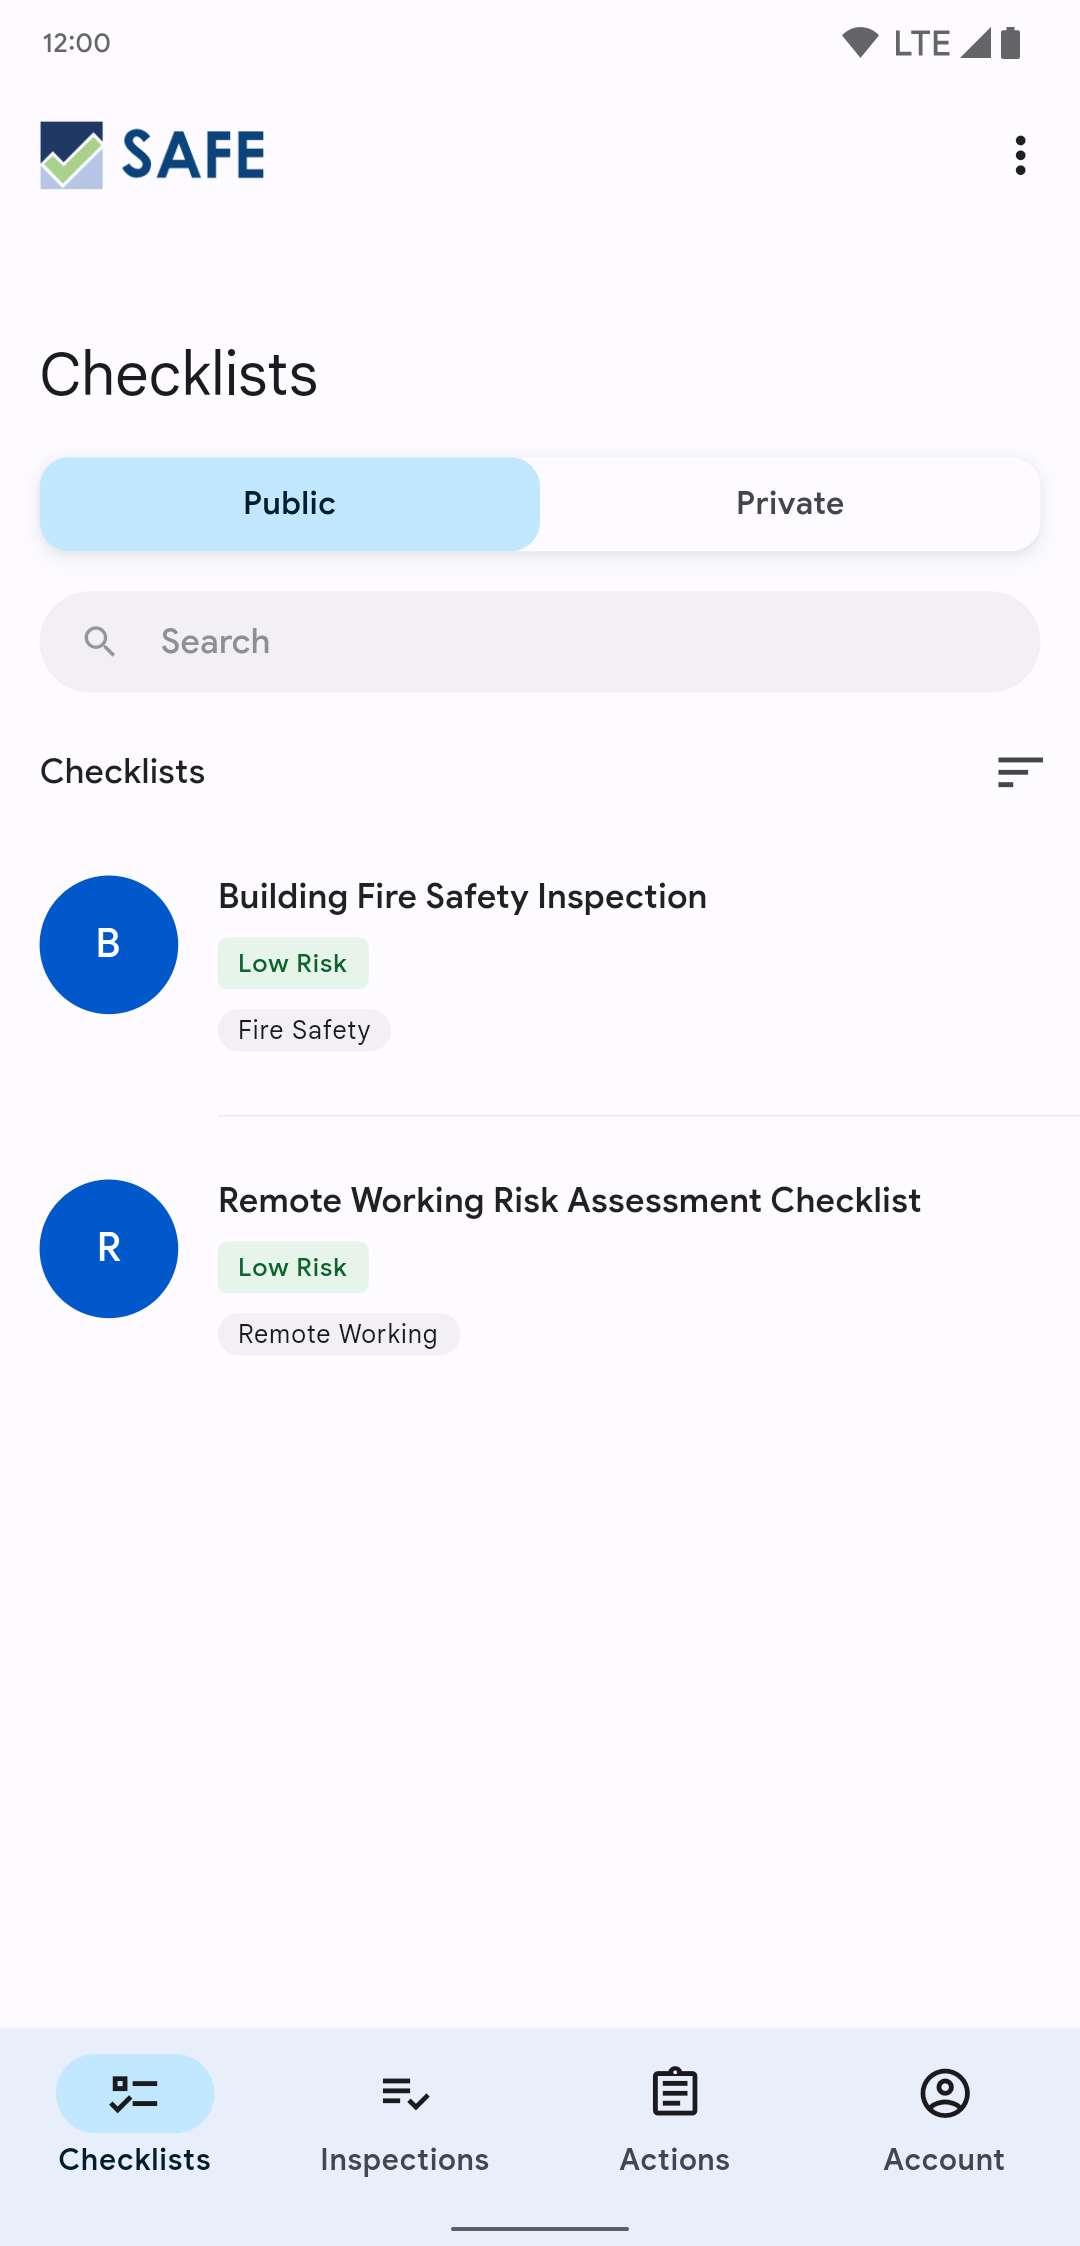 12:00
LTE
SAFE
Checklists
Public
Private
Search
Checklists
B
Building Fire Safety Inspection
Low Risk
Fire Safety
R
Remote Working Risk Assessment Checklist
Low Risk
Remote Working
Checklists
Inspections
Actions
Account